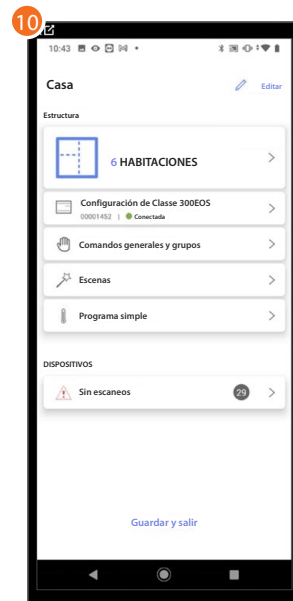 10
10:43
Casa
Editar
Estructura
6 HABITACIONES
Configuración de Classe 300EOS
00001452 | Conectada
Comandos generales y grupos
Escenas
Programa simple
DISPOSITIVOS
Sin escaneos
29
Guardar y salir